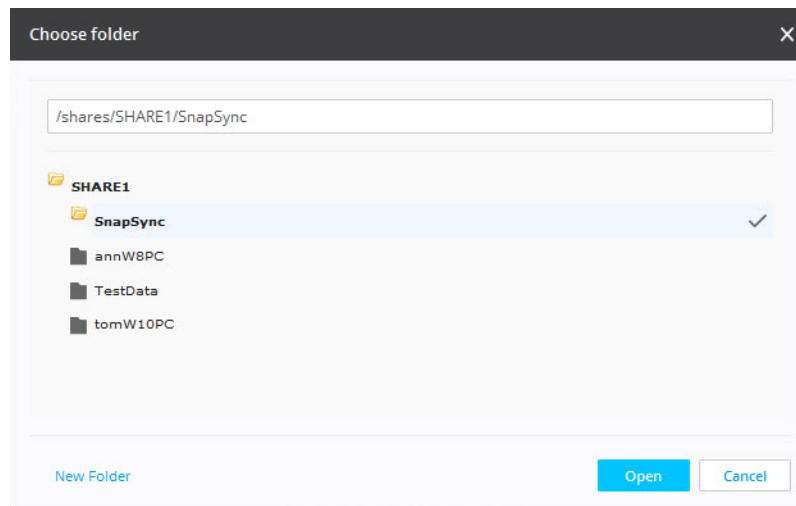 Choose folder
/shares/SHARE1/SnapSync
SHARE1
SnapSync
annW8PC
TestData
tomW10PC
New Folder Open Cancel